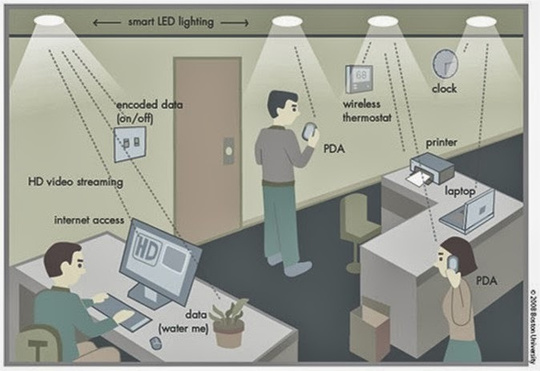 smart LED lighting
68
encoded data
(on/off)
wireless
thermostat
clock
PDA
printer
HD video streaming
laptop
internet access
HD
PDA
data
(water me)
© 2008 Boston University